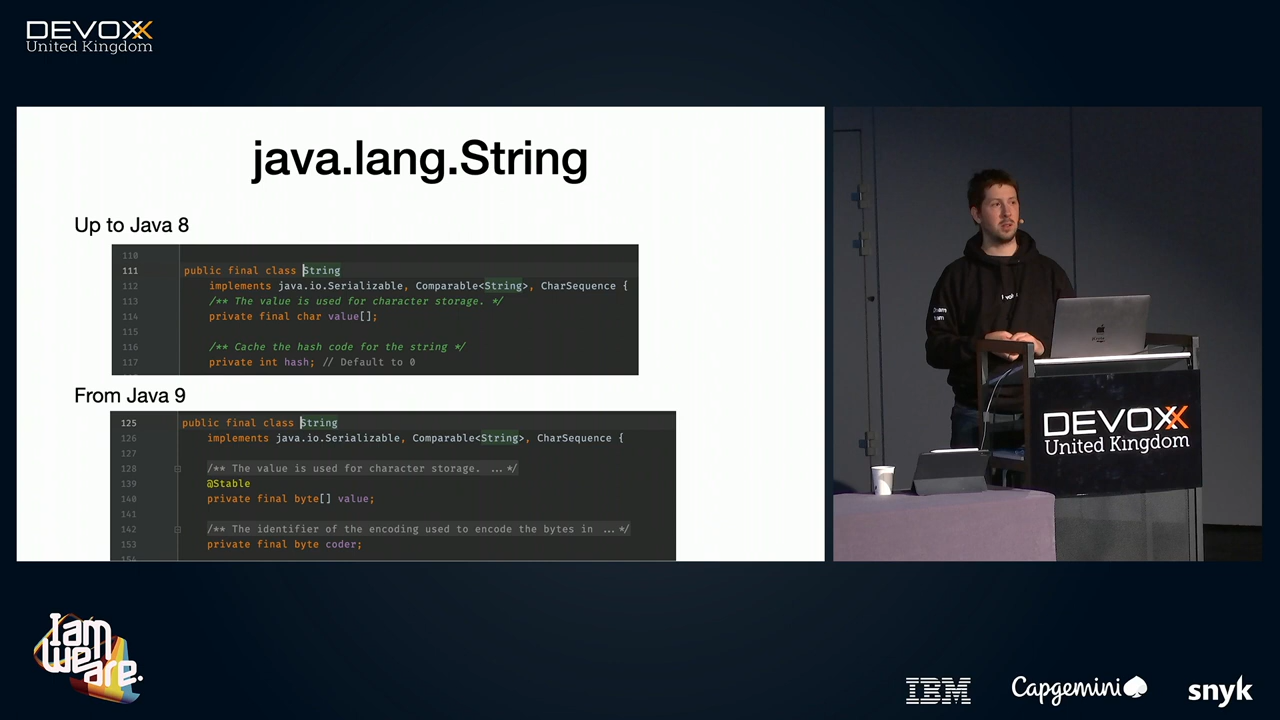 DEVOXX
United Kingdom
java.lang.String
Up to Java 8
110
111 public final class String
112 implements java.io.Serializable, Comparable<String>, CharSequence {
113 /** The value is used for character storage. */
114 private final char value[];
115
116 /** Cache the hash code for the string */
117 private int hash; // Default to 0
From Java 9
125 public final class String
126 implements java.io.Serializable, Comparable<String>, CharSequence {
127
128 /** The value is used for character storage. ...*/
139 @Stable
140 private final byte[] value;
141
142 /** The identifier of the encoding used to encode the bytes in ...*/
153 private final byte coder;
154
DEVOXX
United Kingdom
I am
We are.
IBM
Capgemini
snyk